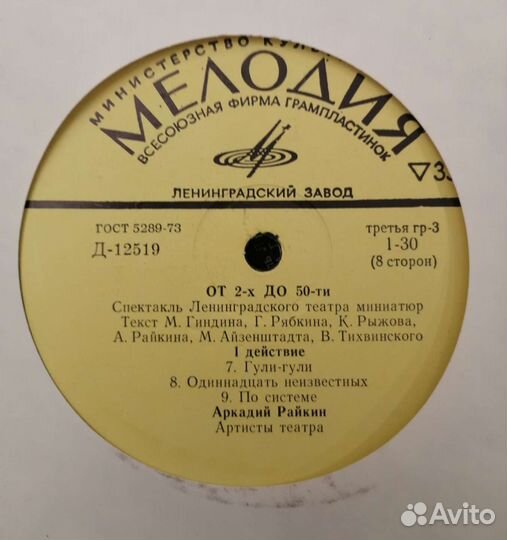 МИНИСТЕРСТВО
МЕЛОДИЯ
ВСЕСОЮЗНАЯ ФИРМА ГРАМПЛАСТИНОК
ЛЕНИНГРАДСКИЙ ЗАВОД
▽33
ГОСТ 5289-73
Д-12519
третья гр-3
1-30
(8 сторон)
ОТ 2-х ДО 50-ти
Спектакль Ленинградского театра миниатюр
Текст М. Гиндина, Г. Рябкина, К. Рыжова,
А. Райкина, М. Айзенштадта, В. Тихвинского
1 действие
7. Гули-гули
8. Одиннадцать неизвестных
9. По системе
Аркадий Райкин
Артисты театра
Avito